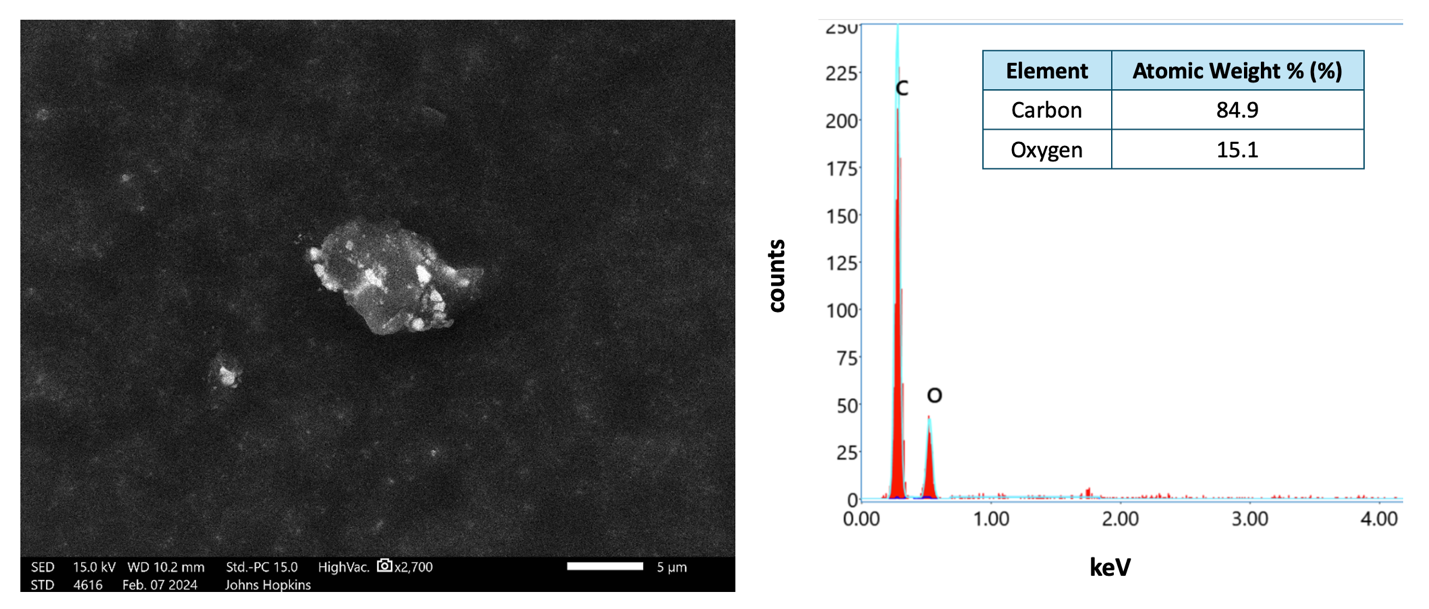 SED 15.0 kV WD 10.2 mm Std.-PC 15.0 HighVac. x2,700 5 µm
STD 4616 Feb. 07 2024 Johns Hopkins
250
225
200
175
150
125
100
75
50
25
0
counts
C
O
Element Atomic Weight % (%)
Carbon 84.9
Oxygen 15.1
0.00 1.00 2.00 3.00 4.00
keV